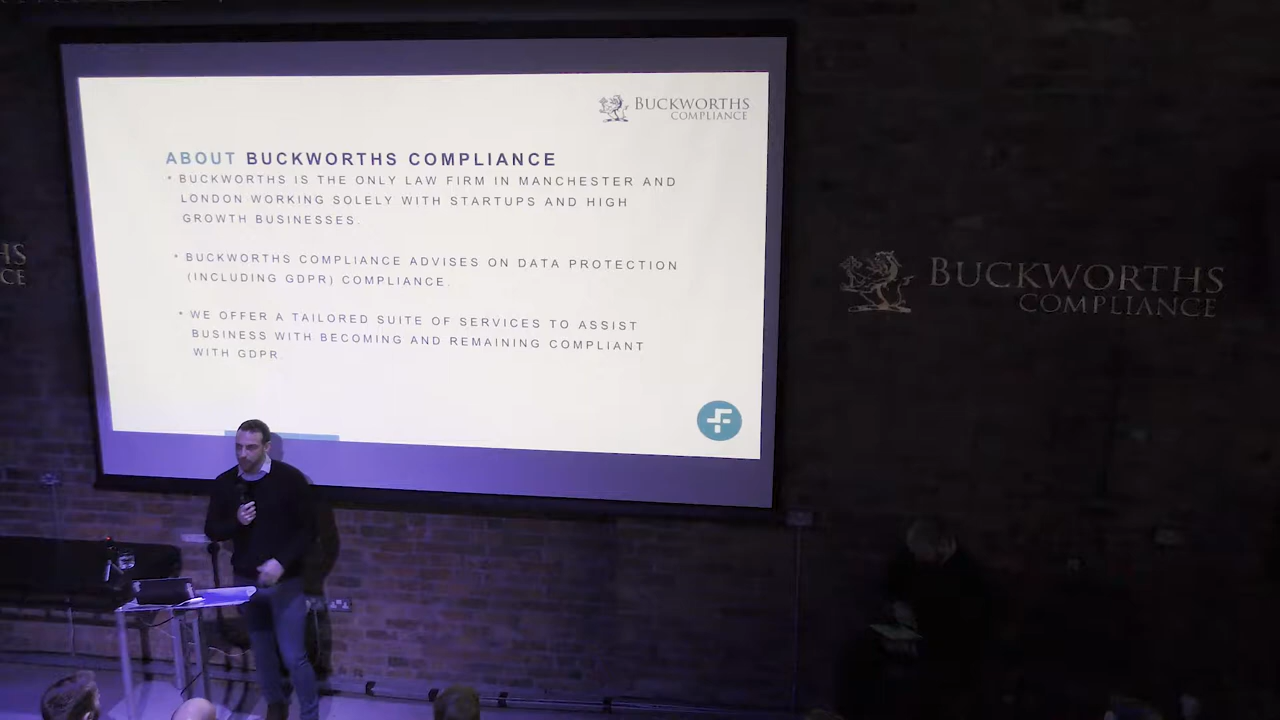 BUCKWORTHS
COMPLIANCE
ABOUT BUCKWORTHS COMPLIANCE
• BUCKWORTHS IS THE ONLY LAW FIRM IN MANCHESTER AND
LONDON WORKING SOLELY WITH STARTUPS AND HIGH
GROWTH BUSINESSES.
• BUCKWORTHS COMPLIANCE ADVISES ON DATA PROTECTION
(INCLUDING GDPR) COMPLIANCE.
• WE OFFER A TAILORED SUITE OF SERVICES TO ASSIST
BUSINESS WITH BECOMING AND REMAINING COMPLIANT
WITH GDPR.
HS
CE
BUCKWORTHS
COMPLIANCE